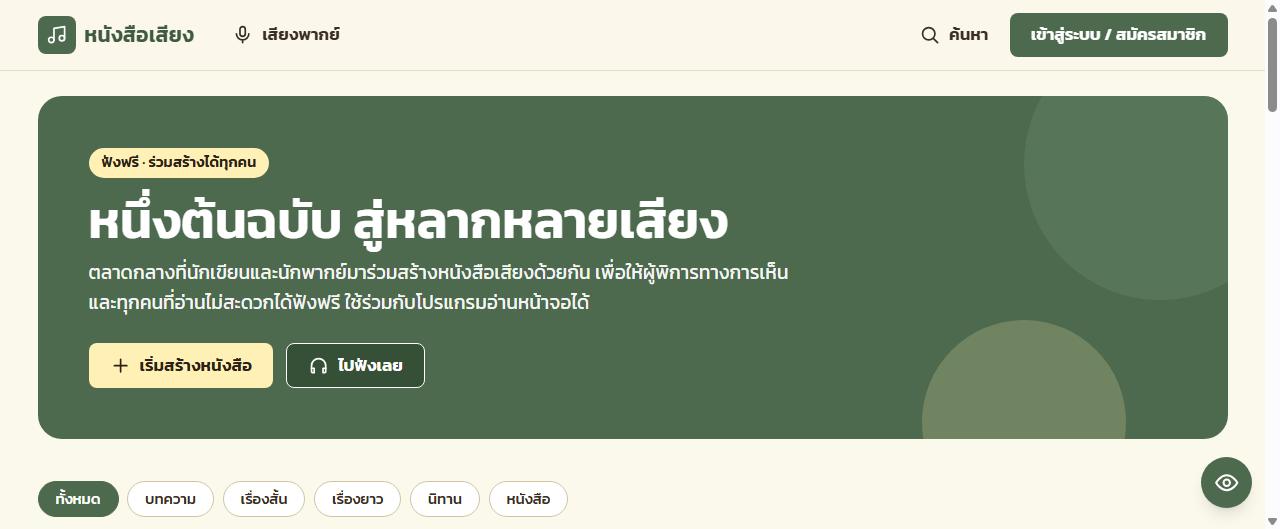 หนังสือเสียง
เสียงพากย์
ค้นหา
เข้าสู่ระบบ / สมัครสมาชิก
ฟังฟรี · ร่วมสร้างได้ทุกคน
หนึ่งต้นฉบับ สู่หลากหลายเสียง
ตลาดกลางที่นักเขียนและนักพากย์มาร่วมสร้างหนังสือเสียงด้วยกัน เพื่อให้ผู้พิการทางการเห็น
และทุกคนที่อ่านไม่สะดวกได้ฟังฟรี ใช้ร่วมกับโปรแกรมอ่านหน้าจอได้
เริ่มสร้างหนังสือ
ไปฟังเลย
ทั้งหมด
บทความ
เรื่องสั้น
เรื่องยาว
นิทาน
หนังสือ